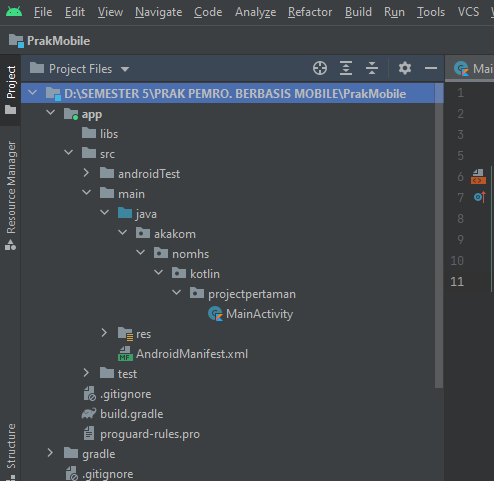 File Edit View Navigate Code Analyze Refactor Build Run Tools VCS
PrakMobile
Project Files
Main
Project
Resource Manager
Structure
D:\SEMESTER 5\PRAK PEMRO. BERBASIS MOBILE\PrakMobile
app
libs
src
androidTest
main
java
akakom
nomhs
kotlin
projectpertaman
MainActivity
res
AndroidManifest.xml
test
.gitignore
build.gradle
proguard-rules.pro
gradle
.gitignore
1
2
3
5
6
7
8
9
10
11